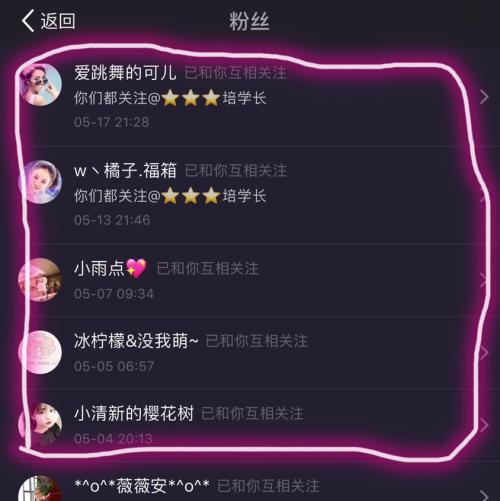 返回
粉丝
爱跳舞的可儿 已和你互相关注
你们都关注@⭐⭐⭐培学长
05-17 21:28
w丶橘子.福箱 已和你互相关注
你们都关注@⭐⭐⭐培学长
05-13 21:46
小雨点💖 已和你互相关注
05-07 09:34
冰柠檬&没我萌~ 已和你互相关注
05-05 06:57
小清新的樱花树 已和你互相关注
05-04 20:13
*^o^*薇薇安*^o^* 已和你互相关注